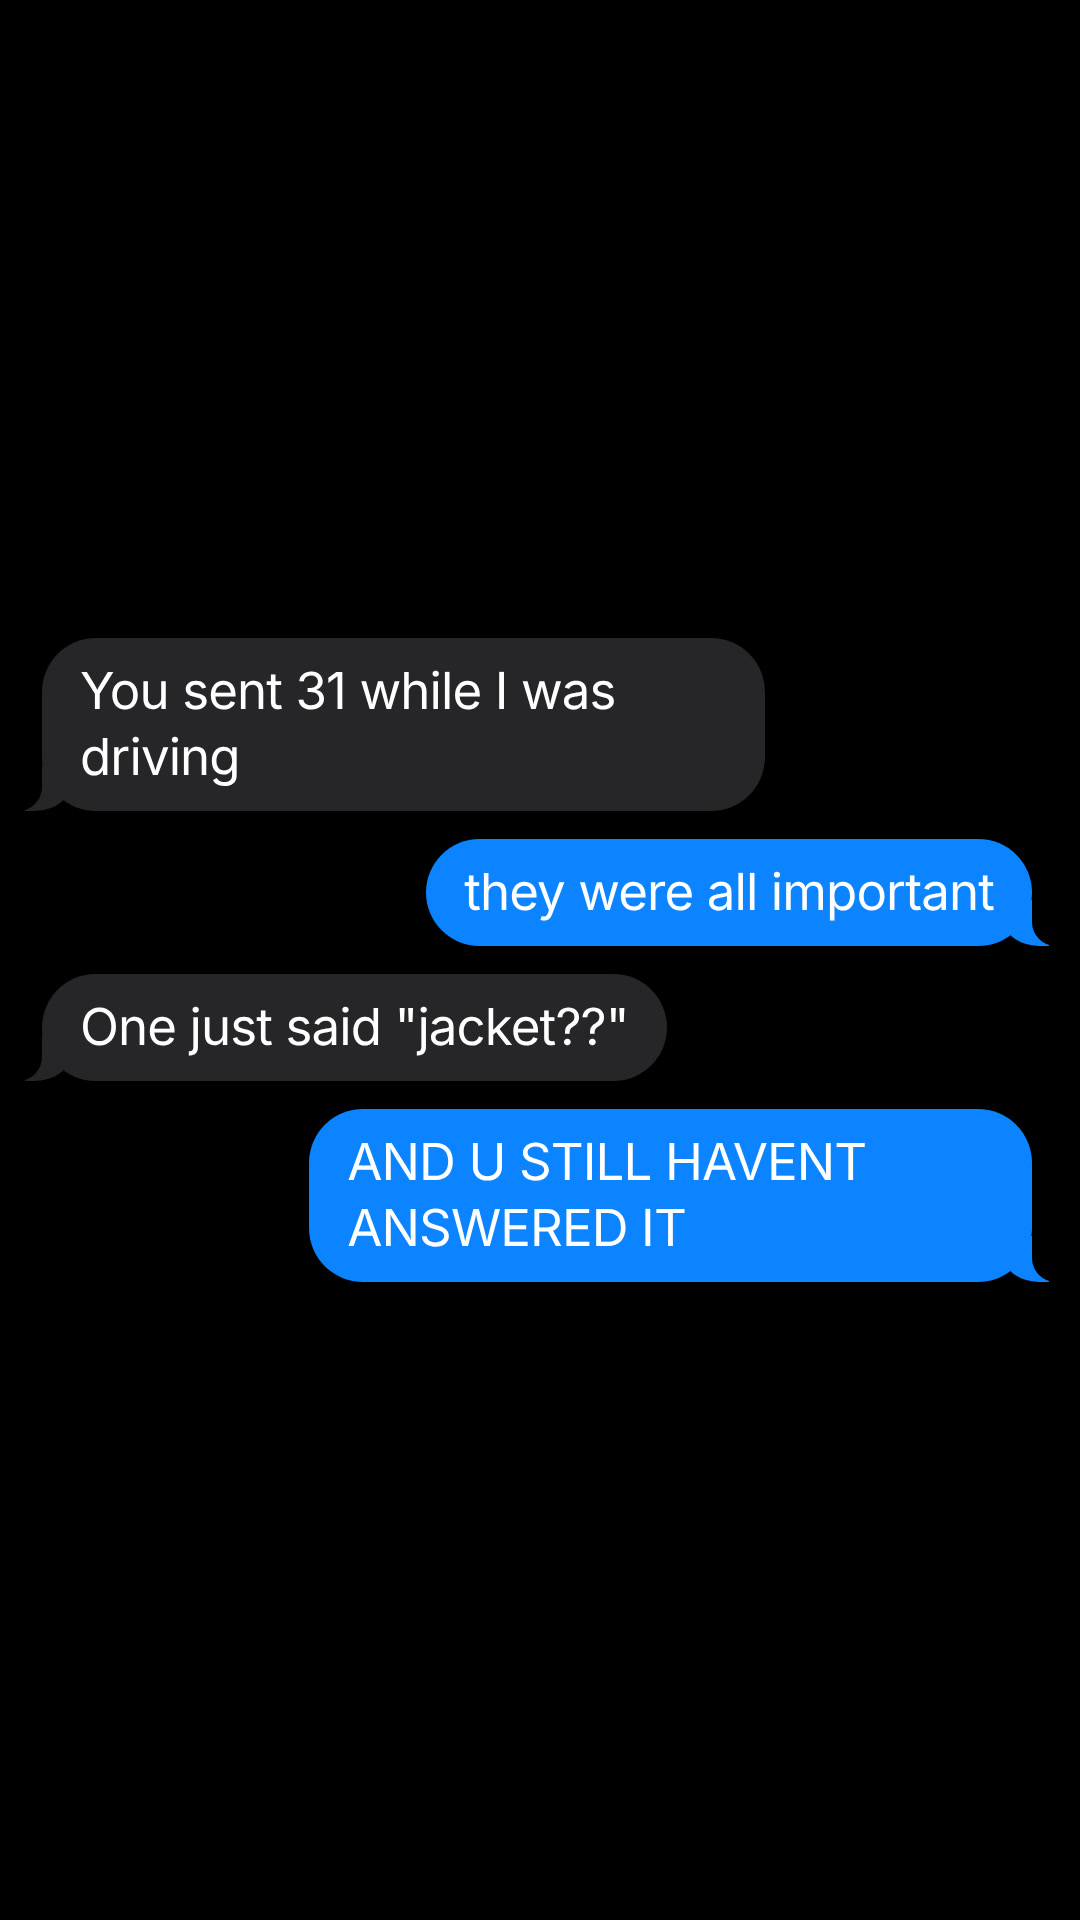 You sent 31 while I was
driving
they were all important
One just said "jacket??"
AND U STILL HAVENT
ANSWERED IT